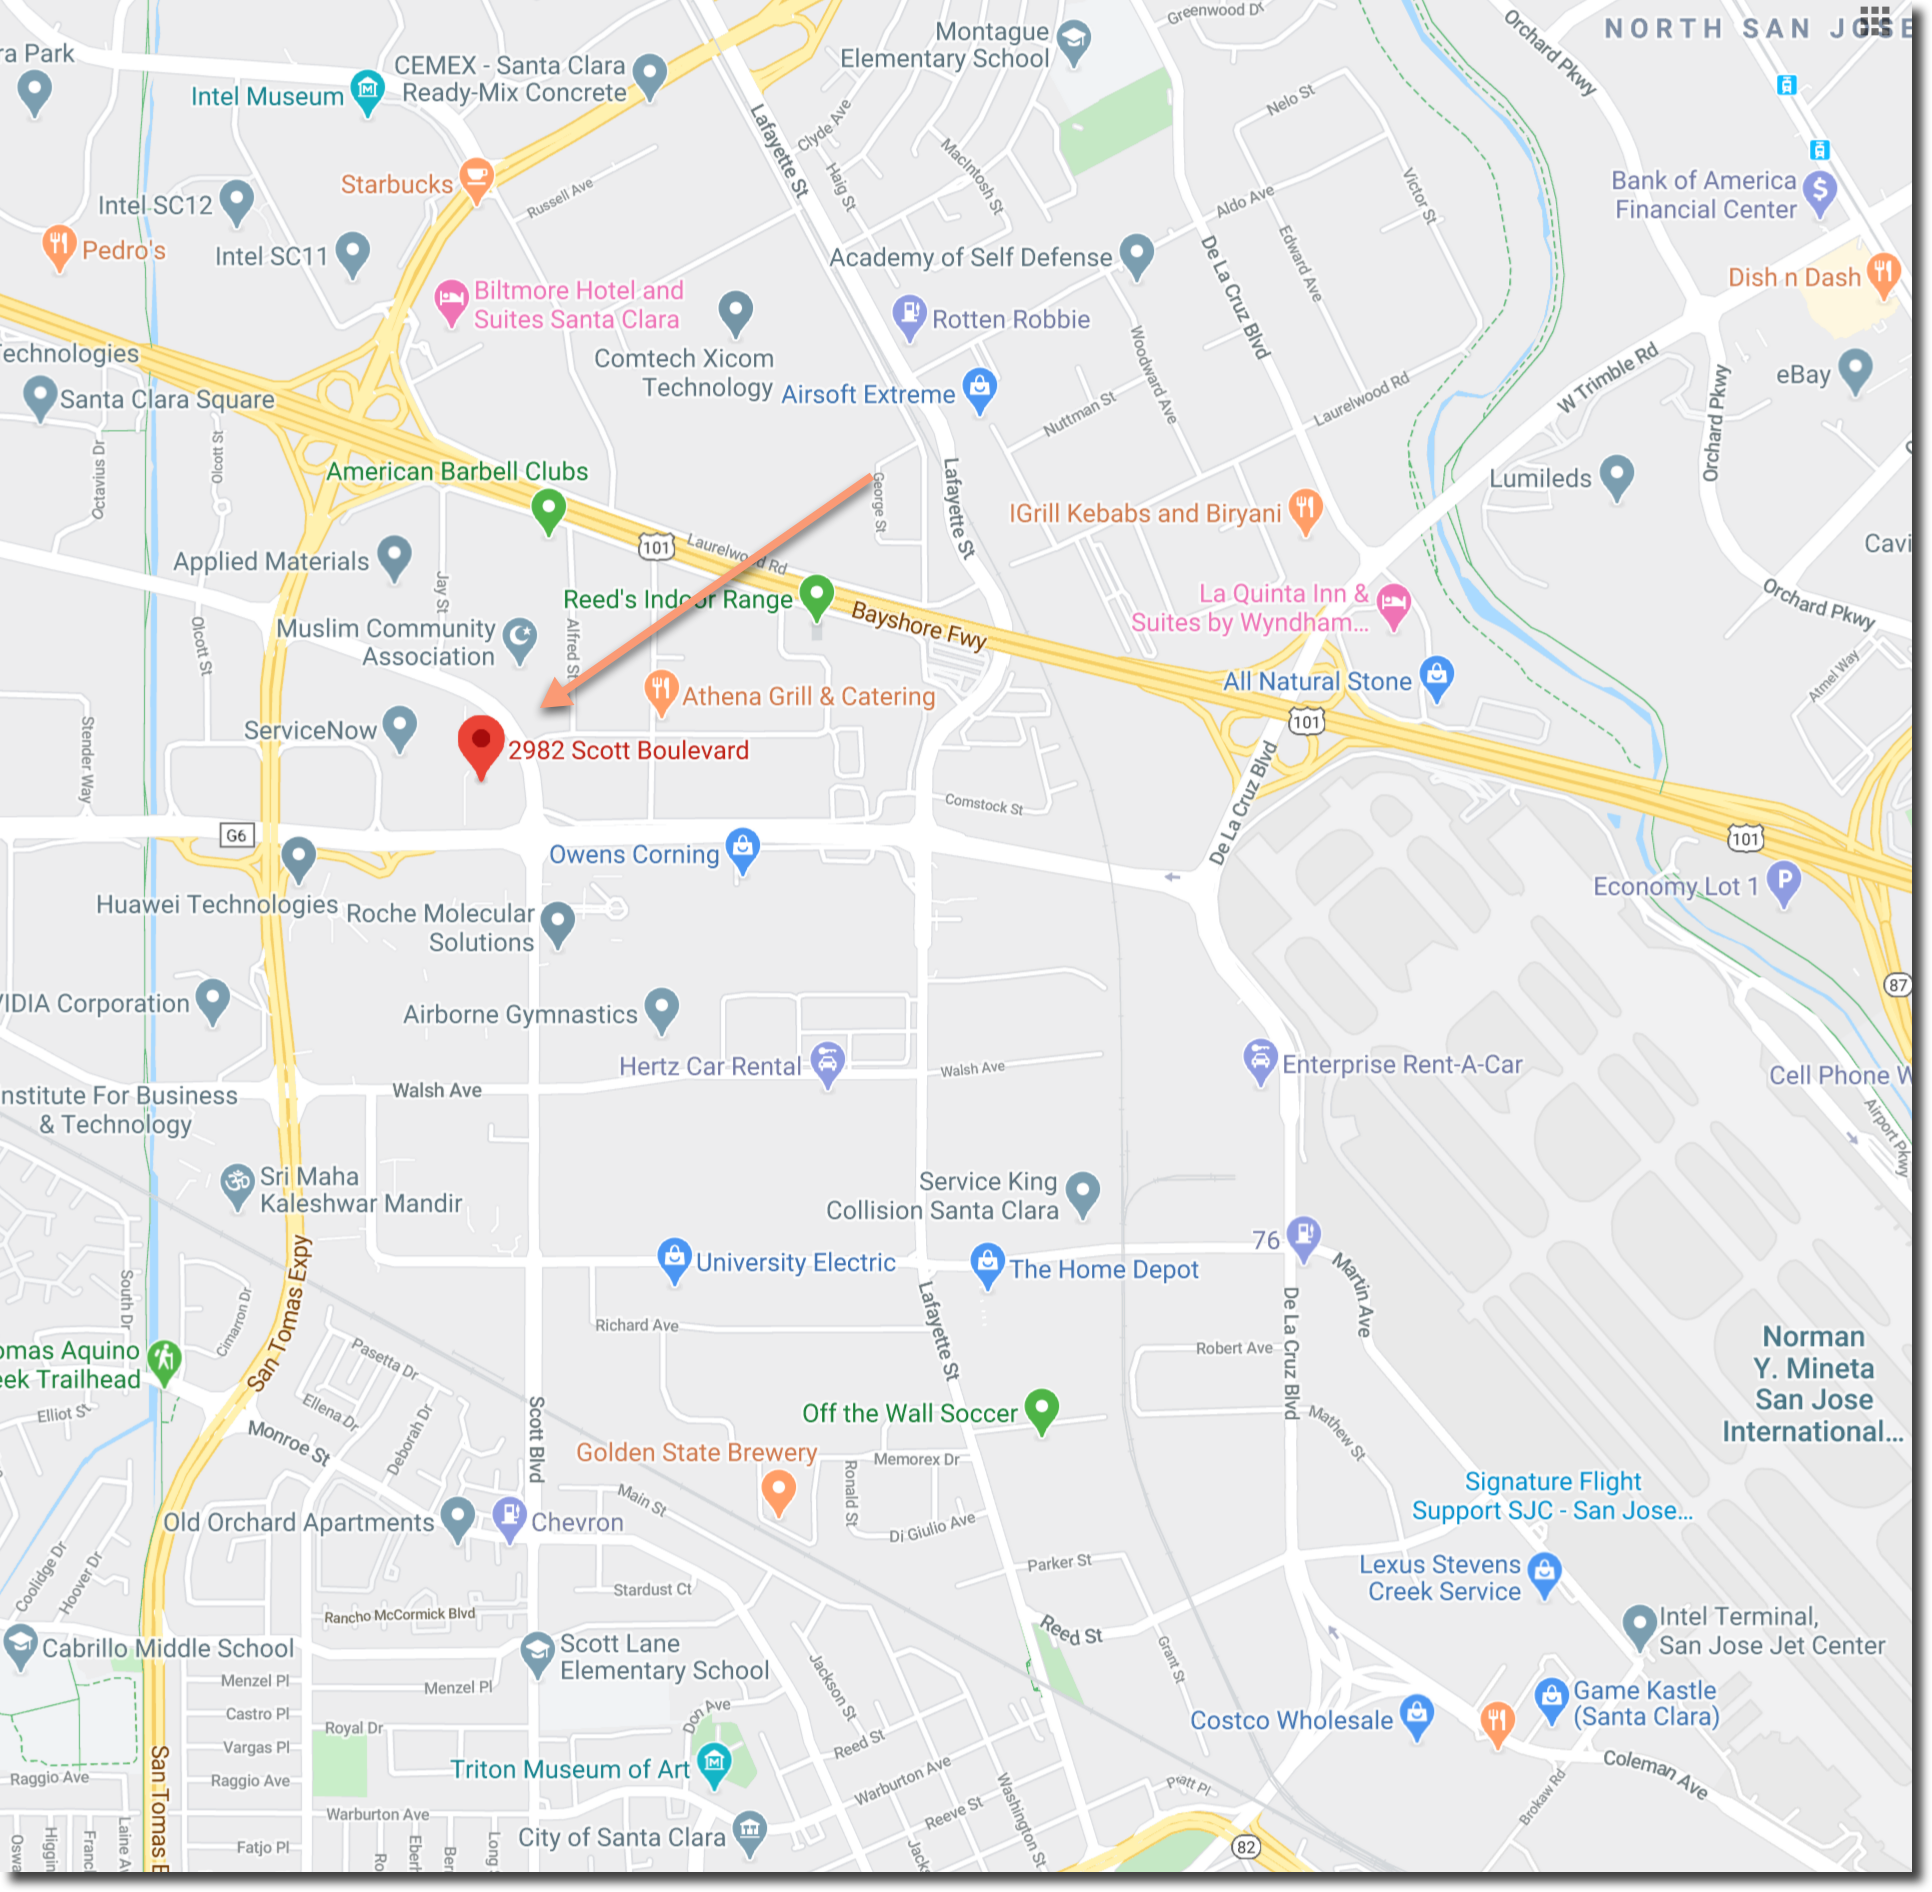 Greenwood Dr
Orchard Pkwy
NORTH SAN JOSE
Montague
Elementary School
ra Park
CEMEX - Santa Clara
Ready-Mix Concrete
Intel Museum
Lafayette St
Clyde Ave
Nelo St
MacIntosh St
Haig St
Victor St
Starbucks
Russell Ave
Bank of America
Financial Center
Intel SC12
Aldo Ave
Pedro's
Intel SC11
Academy of Self Defense
De La Cruz Blvd
Edward Ave
Dish n Dash
Biltmore Hotel and
Suites Santa Clara
Rotten Robbie
Technologies
Comtech Xicom
Technology
Woodward Ave
W Trimble Rd
eBay
Santa Clara Square
Airsoft Extreme
Nuttman St
Laurelwood Rd
Orchard Pkwy
Octavius Dr
Olcott St
American Barbell Clubs
George St
Lafayette St
Lumileds
IGrill Kebabs and Biryani
101
Laurelwood Rd
Cavi
Applied Materials
Jay St
Reed's Indoor Range
Bayshore Fwy
La Quinta Inn &
Suites by Wyndham...
Orchard Pkwy
Olcott St
Muslim Community
Association
Alfred St
Atmel Way
Athena Grill & Catering
All Natural Stone
101
Stender Way
ServiceNow
2982 Scott Boulevard
De La Cruz Blvd
Comstock St
G6
101
Owens Corning
Economy Lot 1
Huawei Technologies
Roche Molecular
Solutions
87
VIDIA Corporation
Airborne Gymnastics
Hertz Car Rental
Walsh Ave
Enterprise Rent-A-Car
Cell Phone W
Walsh Ave
nstitute For Business
& Technology
Airport Pkwy
Sri Maha
Kaleshwar Mandir
Service King
Collision Santa Clara
76
San Tomas Expy
University Electric
The Home Depot
Martin Ave
South Dr
Cimarron Dr
Richard Ave
Lafayette St
De La Cruz Blvd
Robert Ave
Norman
Y. Mineta
San Jose
International...
omas Aquino
eek Trailhead
Pasetta Dr
Elliot St
Ellena Dr
Deborah Dr
Monroe St
Scott Blvd
Off the Wall Soccer
Mathew St
Golden State Brewery
Memorex Dr
Ronald St
Main St
Signature Flight
Support SJC - San Jose...
Old Orchard Apartments
Chevron
Di Giulio Ave
Coolidge Dr
Hoover Dr
Parker St
Stardust Ct
Lexus Stevens
Creek Service
Rancho McCormick Blvd
Reed St
Intel Terminal,
San Jose Jet Center
Cabrillo Middle School
Scott Lane
Elementary School
Grant St
Menzel Pl
Menzel Pl
Jackson St
Game Kastle
(Santa Clara)
Castro Pl
Royal Dr
Don Ave
Costco Wholesale
Vargas Pl
Reed St
Triton Museum of Art
Coleman Ave
Raggio Ave
Raggio Ave
Warburton Ave
Washington St
Pratt Pl
Brokaw Rd
San Tomas E
Warburton Ave
Reeve St
City of Santa Clara
82
Fatjo Pl
Oswa
Higgin
Franc
Laine A
Ro
Eberh
Ber
Long
Jack